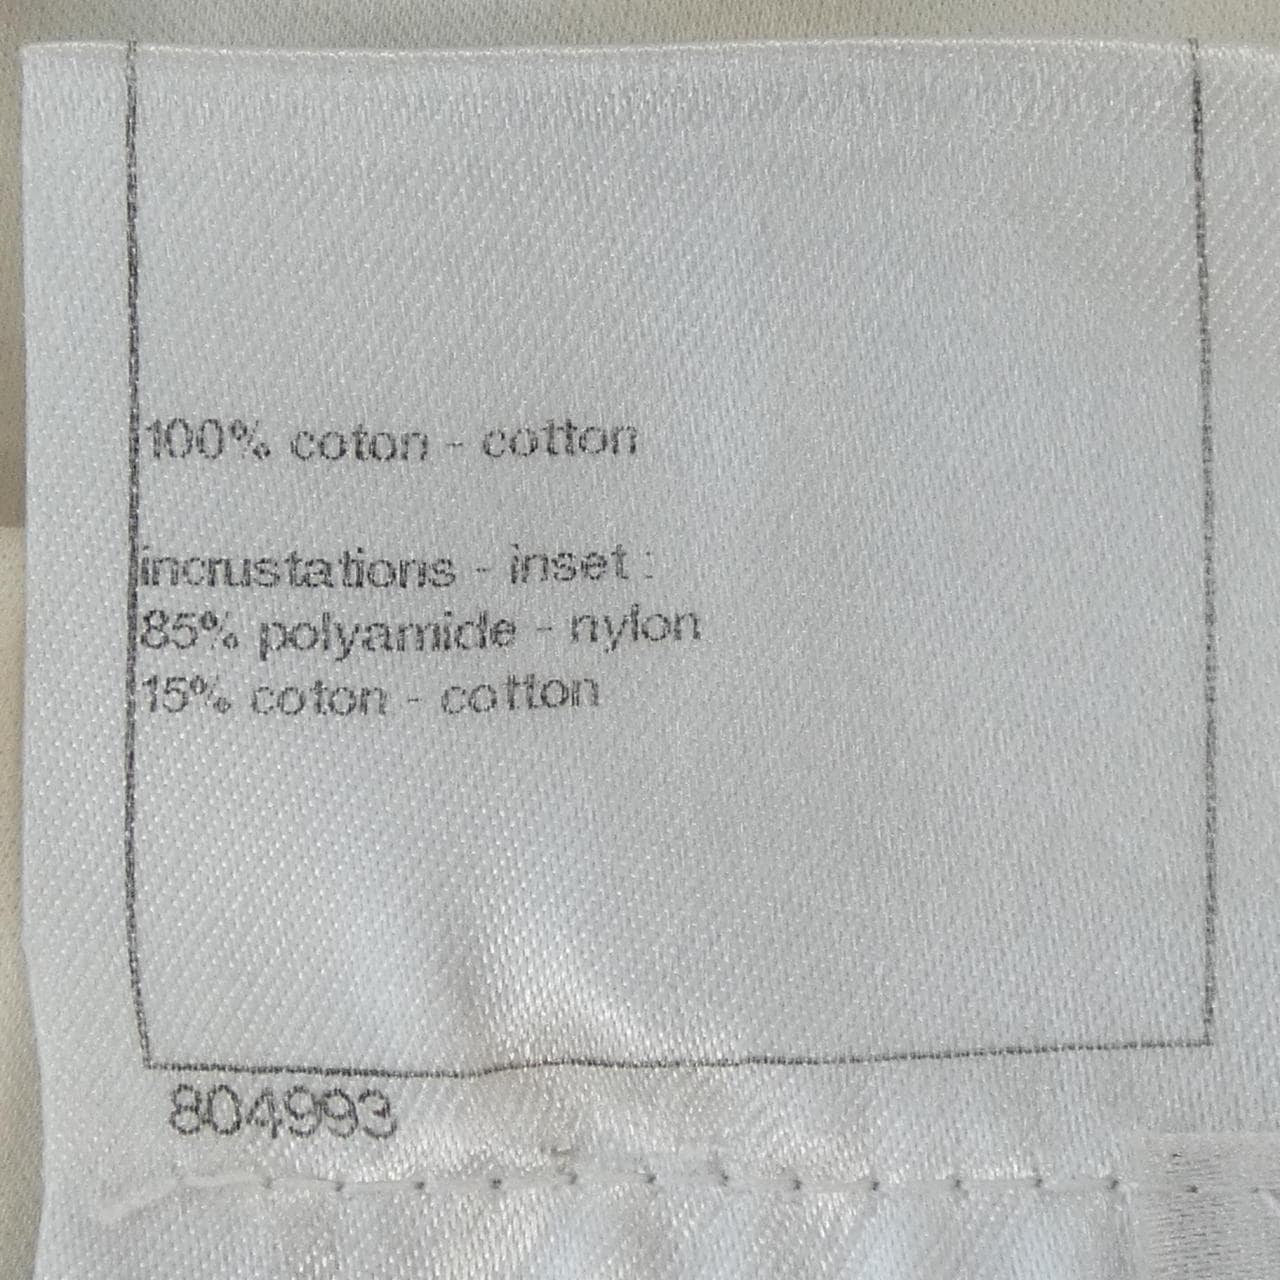 100% coton - cotton
incrustations - inset :
85% polyamide - nylon
15% coton - cotton
804993